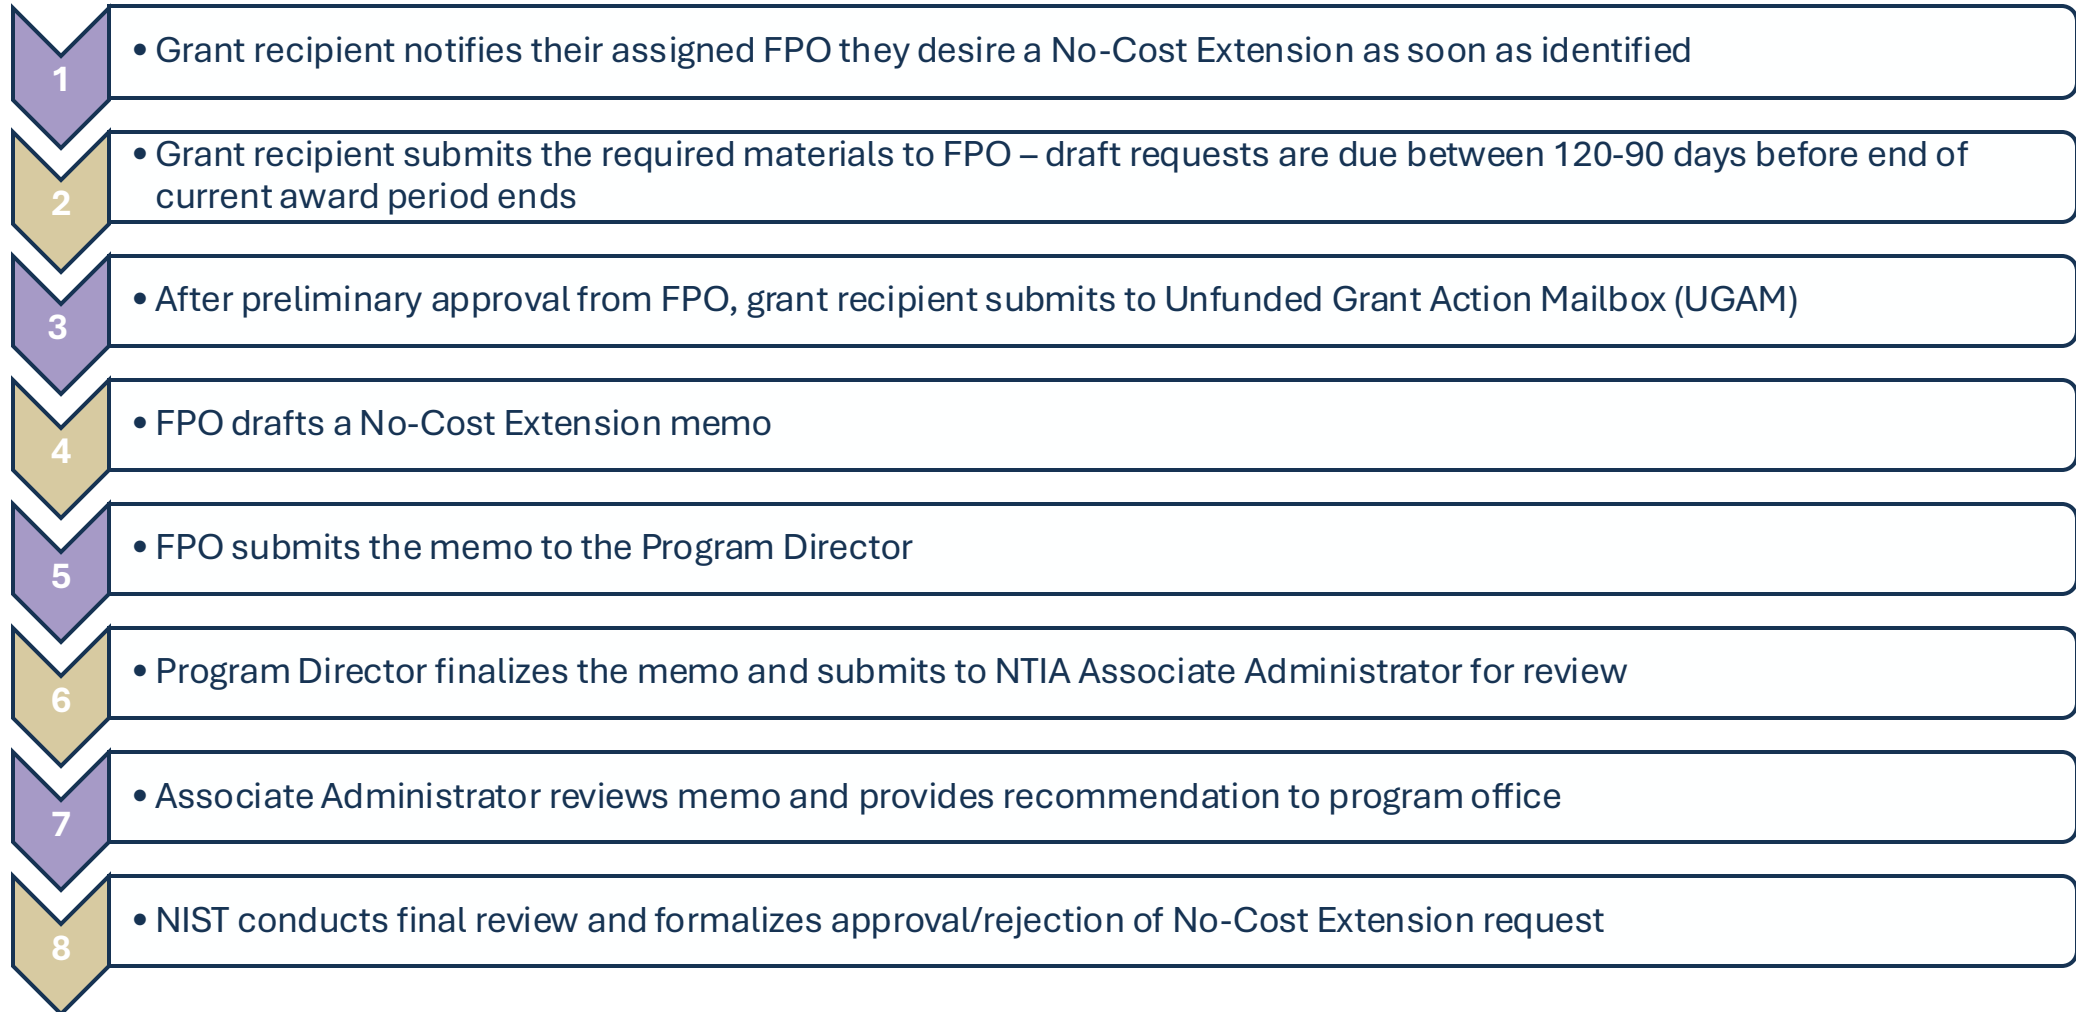 1
• Grant recipient notifies their assigned FPO they desire a No-Cost Extension as soon as identified
2
• Grant recipient submits the required materials to FPO – draft requests are due between 120-90 days before end of
current award period ends
3
• After preliminary approval from FPO, grant recipient submits to Unfunded Grant Action Mailbox (UGAM)
4
• FPO drafts a No-Cost Extension memo
5
• FPO submits the memo to the Program Director
6
• Program Director finalizes the memo and submits to NTIA Associate Administrator for review
7
• Associate Administrator reviews memo and provides recommendation to program office
8
• NIST conducts final review and formalizes approval/rejection of No-Cost Extension request